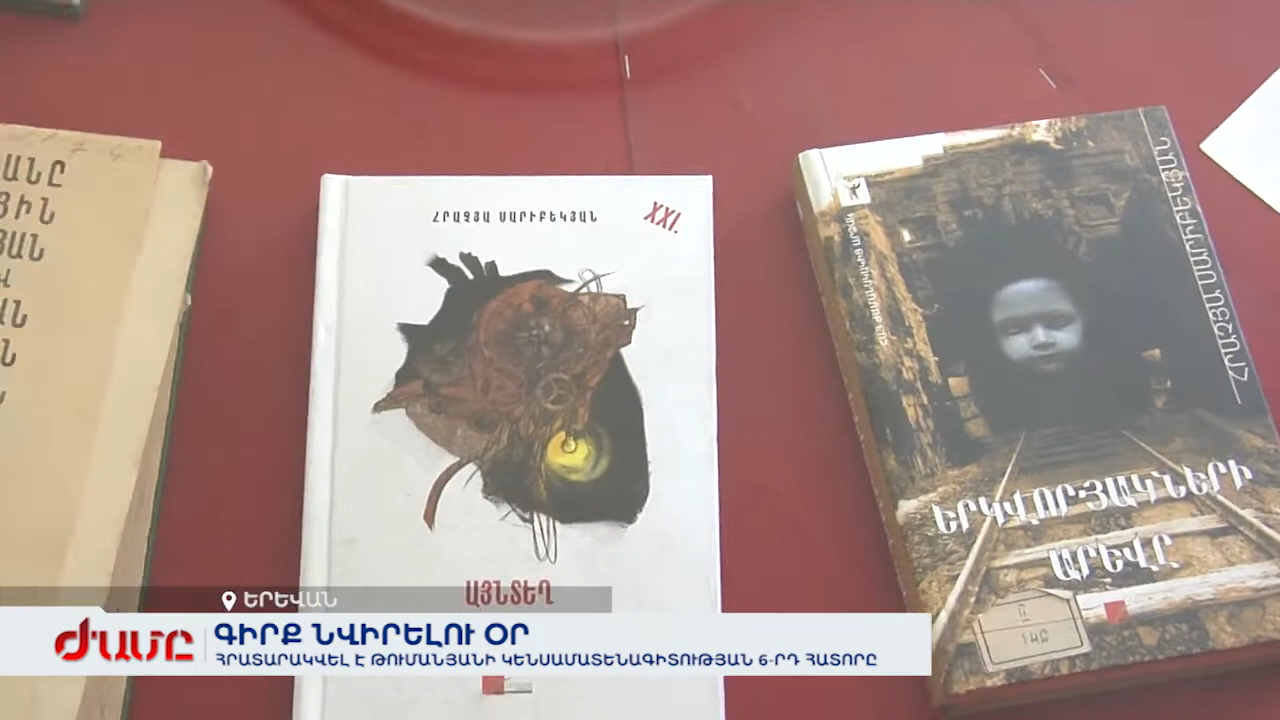 ՀՐԱՉՅԱ ՍԱՐԻԲԵԿՅԱՆ
XXI.
ԱՅՆՏԵՂ
ՀՐԱՉՅԱ ՍԱՐԻԲԵԿՅԱՆ
ԵՐԿՎՈՐՅԱԿՆԵՐԻ
ԱՐԵՎԸ
ԵՐԵՎԱՆ
ԺԱՄԸ
ԳԻՐՔ ՆՎԻՐԵԼՈՒ ՕՐ
ՀՐԱՏԱՐԱԿՎԵԼ Է ԹՈՒՄԱՆՅԱՆԻ ԿԵՆՍԱՄԱՏԵՆԱԳԻՏՈՒԹՅԱՆ 6-ՐԴ ՀԱՏՈՐԸ